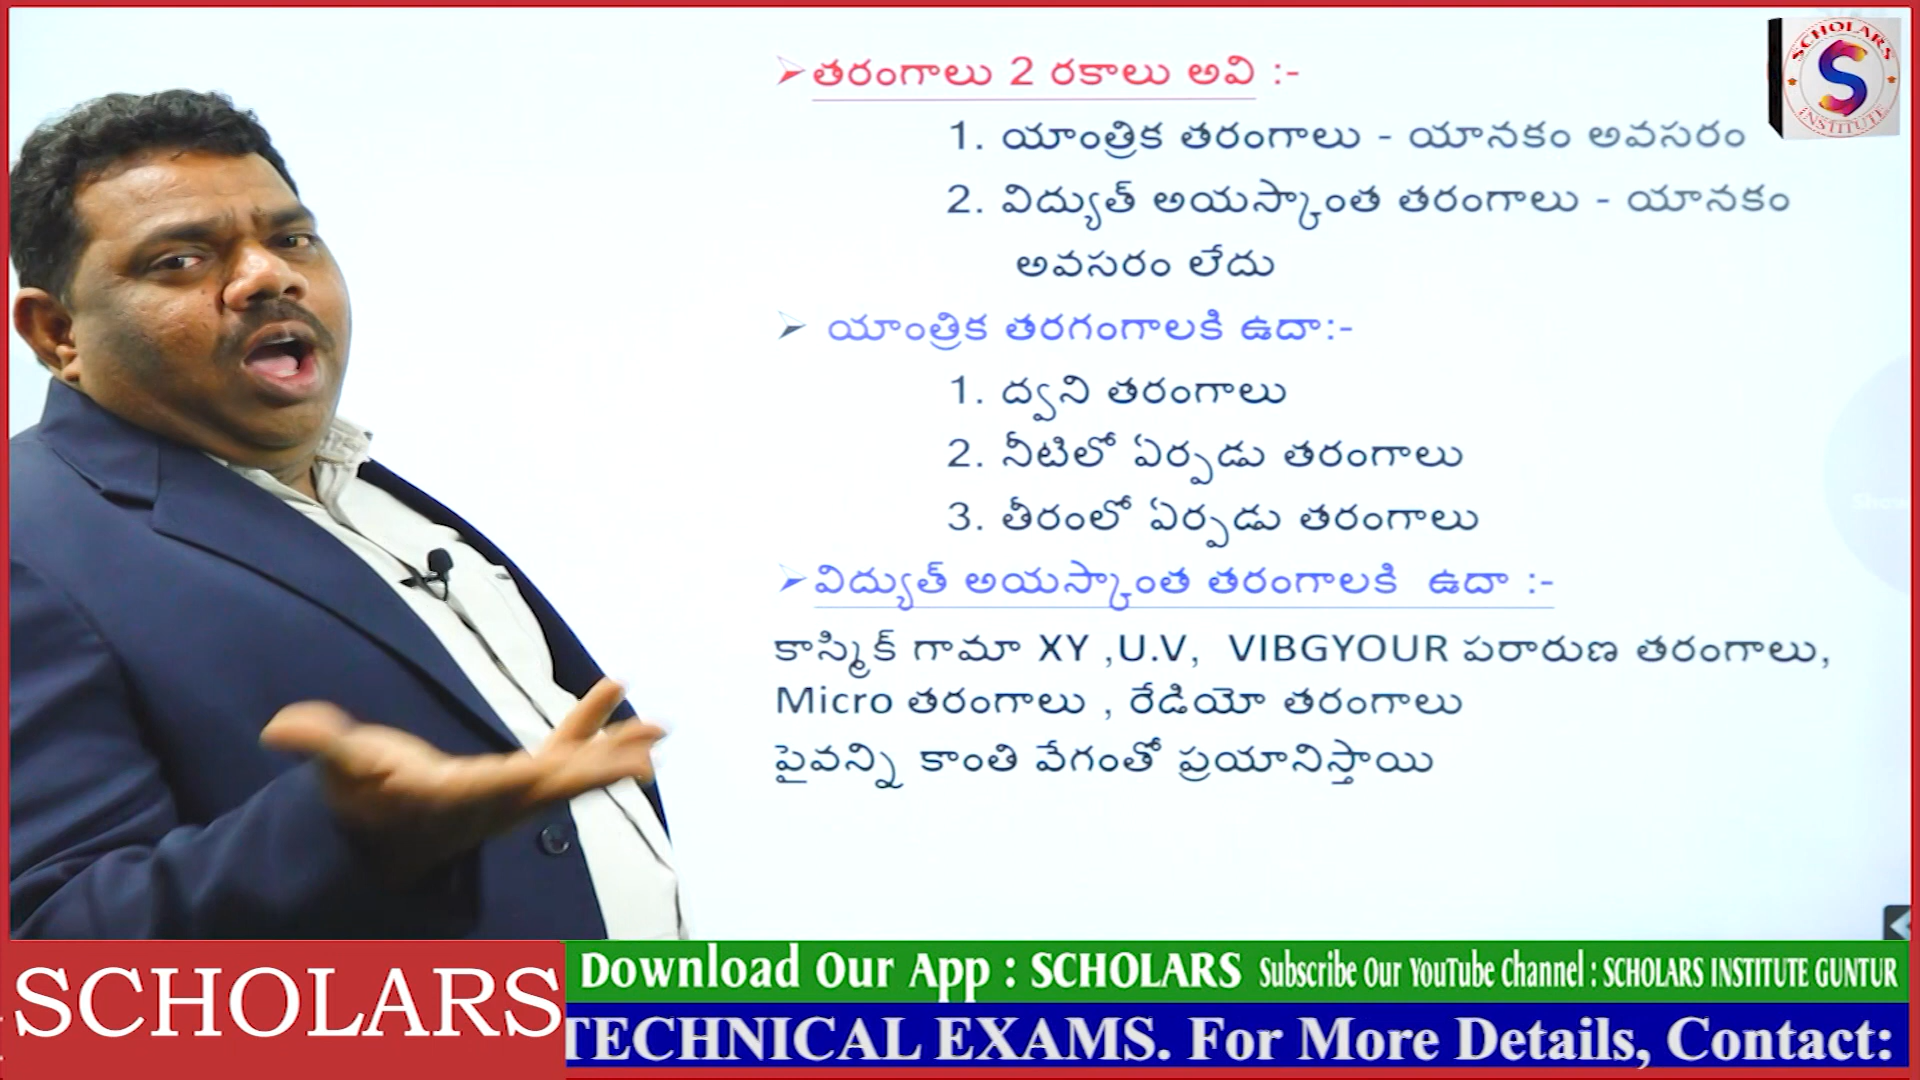 SCHOLARS
S
INSTITUTE
➢తరంగాలు 2 రకాలు అవి :-
1. యాంత్రిక తరంగాలు - యానకం అవసరం
2. విద్యుత్ అయస్కాంత తరంగాలు - యానకం
అవసరం లేదు
➢ యాంత్రిక తరగంగాలకి ఉదా:-
1. ద్వని తరంగాలు
2. నీటిలో ఏర్పడు తరంగాలు
3. తీరంలో ఏర్పడు తరంగాలు
➢విద్యుత్ అయస్కాంత తరంగాలకి ఉదా :-
కాస్మిక్ గామా XY ,U.V, VIBGYOUR పరారుణ తరంగాలు,
Micro తరంగాలు , రేడియో తరంగాలు
పైవన్ని కాంతి వేగంతో ప్రయానిస్తాయి
SCHOLARS
Download Our App : SCHOLARS Subscribe Our YouTube Channel : SCHOLARS INSTITUTE GUNTUR
TECHNICAL EXAMS. For More Details, Contact: